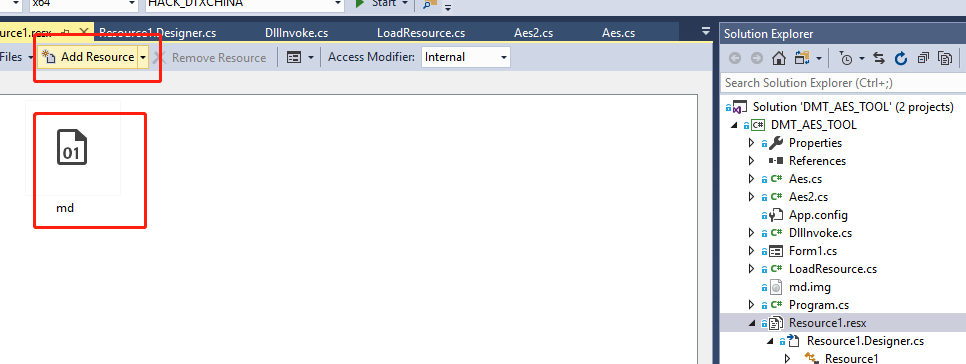 x64
HACK_DTXCHINA
Start
Resource1.Designer.cs
DllInvoke.cs
LoadResource.cs
Aes2.cs
Aes.cs
Files
Add Resource
Remove Resource
Access Modifier:
Internal
01
md
Solution Explorer
Search Solution Explorer (Ctrl+;)
Solution 'DMT_AES_TOOL' (2 projects)
DMT_AES_TOOL
Properties
References
Aes.cs
Aes2.cs
App.config
DllInvoke.cs
Form1.cs
LoadResource.cs
md.img
Program.cs
Resource1.resx
Resource1.Designer.cs
Resource1